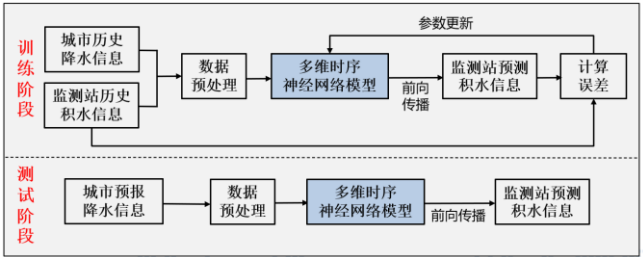 训练阶段
城市历史
降水信息
监测站历史
积水信息
数据
预处理
多维时序
神经网络模型
前向
传播
监测站预测
积水信息
计算
误差
参数更新
测试阶段
城市预报
降水信息
数据
预处理
多维时序
神经网络模型
前向传播
监测站预测
积水信息